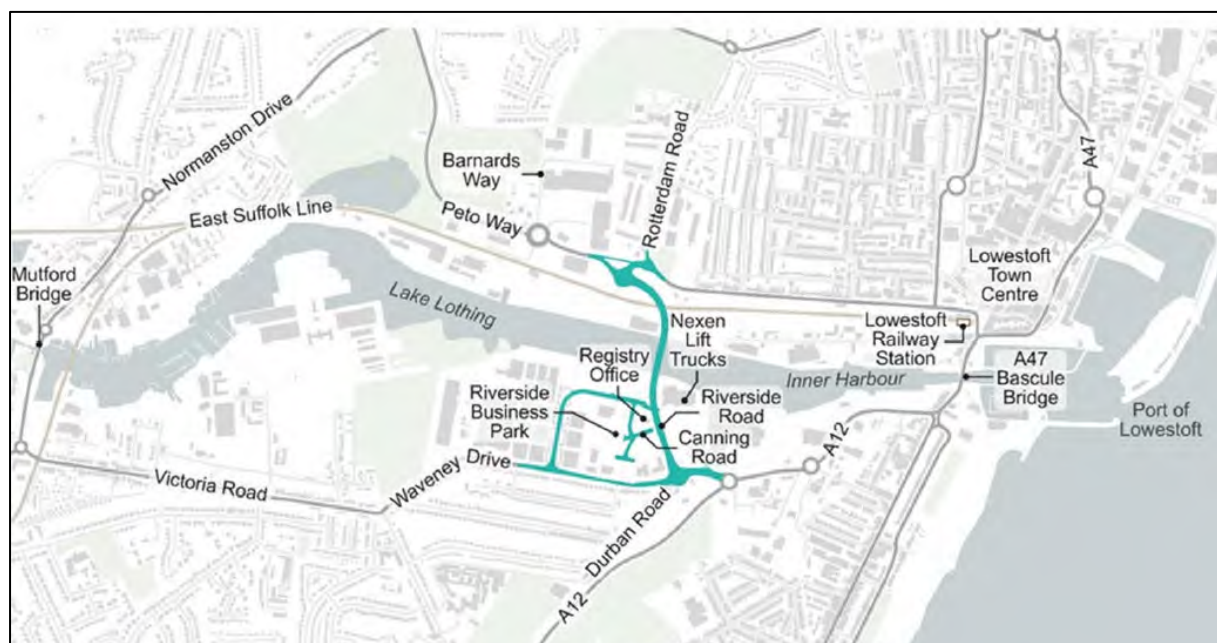 Normanston Drive
Barnards
Way
Rotterdam Road
A47
East Suffolk Line
Peto Way
Mutford
Bridge
Lake Lothing
Lowestoft
Town
Centre
Nexen
Lift
Trucks
Lowestoft
Railway
Station
Registry
Office
Inner Harbour
A47
Bascule
Bridge
Riverside
Business
Park
Riverside
Road
Canning
Road
Port of
Lowestoft
A12
Victoria Road
Waveney Drive
Durban Road
A12